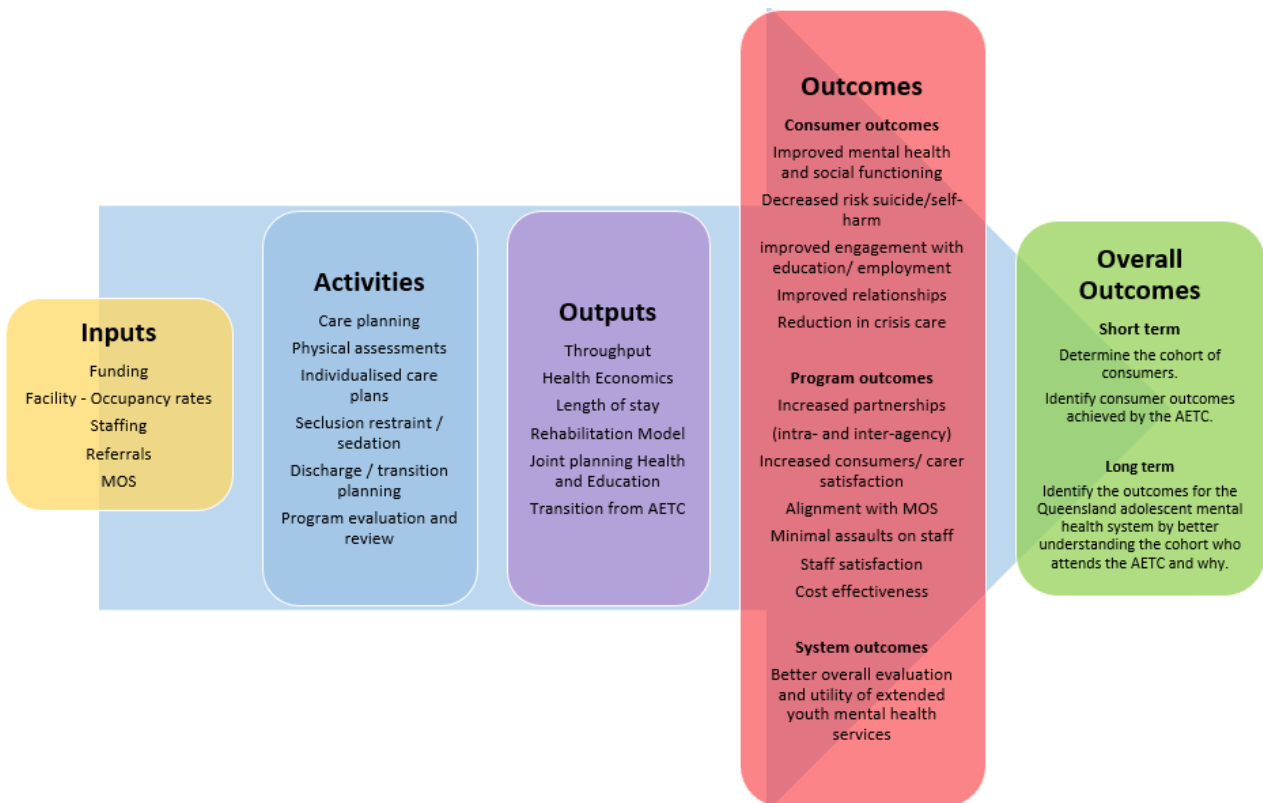 Inputs
Funding
Facility - Occupancy rates
Staffing
Referrals
MOS
Activities
Care planning
Physical assessments
Individualised care
plans
Seclusion restraint /
sedation
Discharge / transition
planning
Program evaluation and
review
Outputs
Throughput
Health Economics
Length of stay
Rehabilitation Model
Joint planning Health
and Education
Transition from AETC
Outcomes
Consumer outcomes
Improved mental health
and social functioning
Decreased risk suicide/self-
harm
improved engagement with
education/ employment
Improved relationships
Reduction in crisis care
Program outcomes
Increased partnerships
(intra- and inter-agency)
Increased consumers/ carer
satisfaction
Alignment with MOS
Minimal assaults on staff
Staff satisfaction
Cost effectiveness
System outcomes
Better overall evaluation
and utility of extended
youth mental health
services
Overall
Outcomes
Short term
Determine the cohort of
consumers.
Identify consumer outcomes
achieved by the AETC.
Long term
Identify the outcomes for the
Queensland adolescent mental
health system by better
understanding the cohort who
attends the AETC and why.